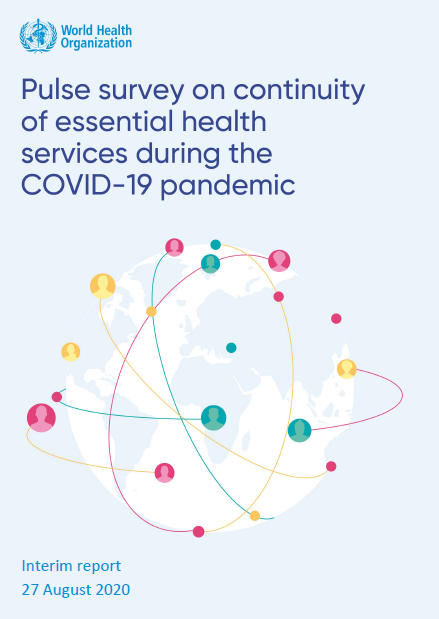 World Health
Organization
Pulse survey on continuity
of essential health
services during the
COVID-19 pandemic
Interim report
27 August 2020